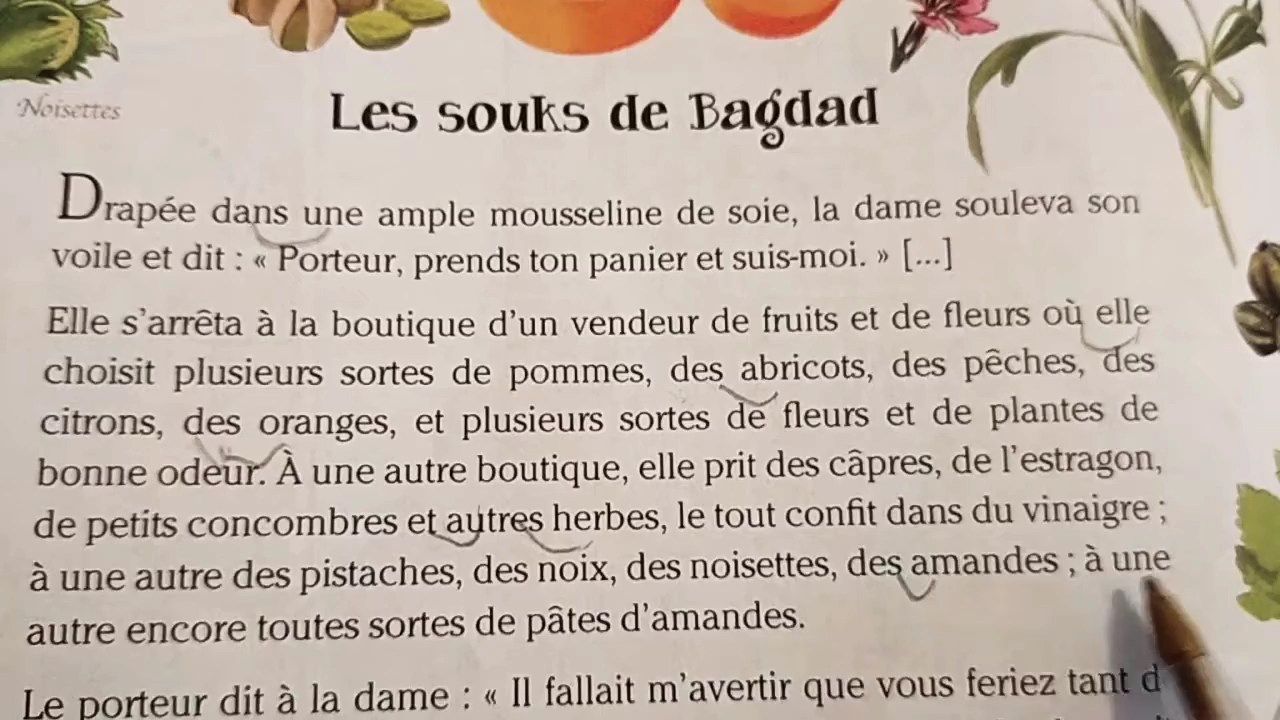 Noisettes
Les souks de Bagdad
Drapée dans une ample mousseline de soie, la dame souleva son
voile et dit : « Porteur, prends ton panier et suis-moi. » [...]
Elle s'arrêta à la boutique d'un vendeur de fruits et de fleurs où elle
choisit plusieurs sortes de pommes, des abricots, des pêches, des
citrons, des oranges, et plusieurs sortes de fleurs et de plantes de
bonne odeur. À une autre boutique, elle prit des câpres, de l'estragon,
de petits concombres et autres herbes, le tout confit dans du vinaigre ;
à une autre des pistaches, des noix, des noisettes, des amandes ; à une
autre encore toutes sortes de pâtes d'amandes.
Le porteur dit à la dame : « Il fallait m'avertir que vous feriez tant d